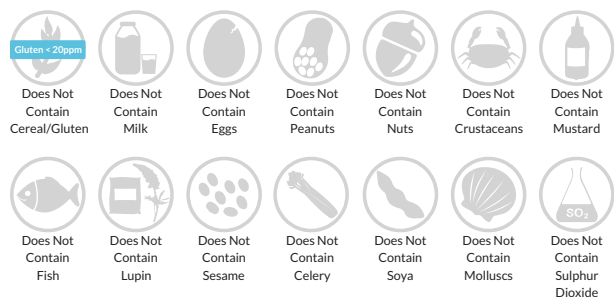 Gluten < 20ppm
Does Not
Contain
Cereal/Gluten
Does Not
Contain
Milk
Does Not
Contain
Eggs
Does Not
Contain
Peanuts
Does Not
Contain
Nuts
Does Not
Contain
Crustaceans
Does Not
Contain
Mustard
SO₂
Does Not
Contain
Fish
Does Not
Contain
Lupin
Does Not
Contain
Sesame
Does Not
Contain
Celery
Does Not
Contain
Soya
Does Not
Contain
Molluscs
Does Not
Contain
Sulphur
Dioxide